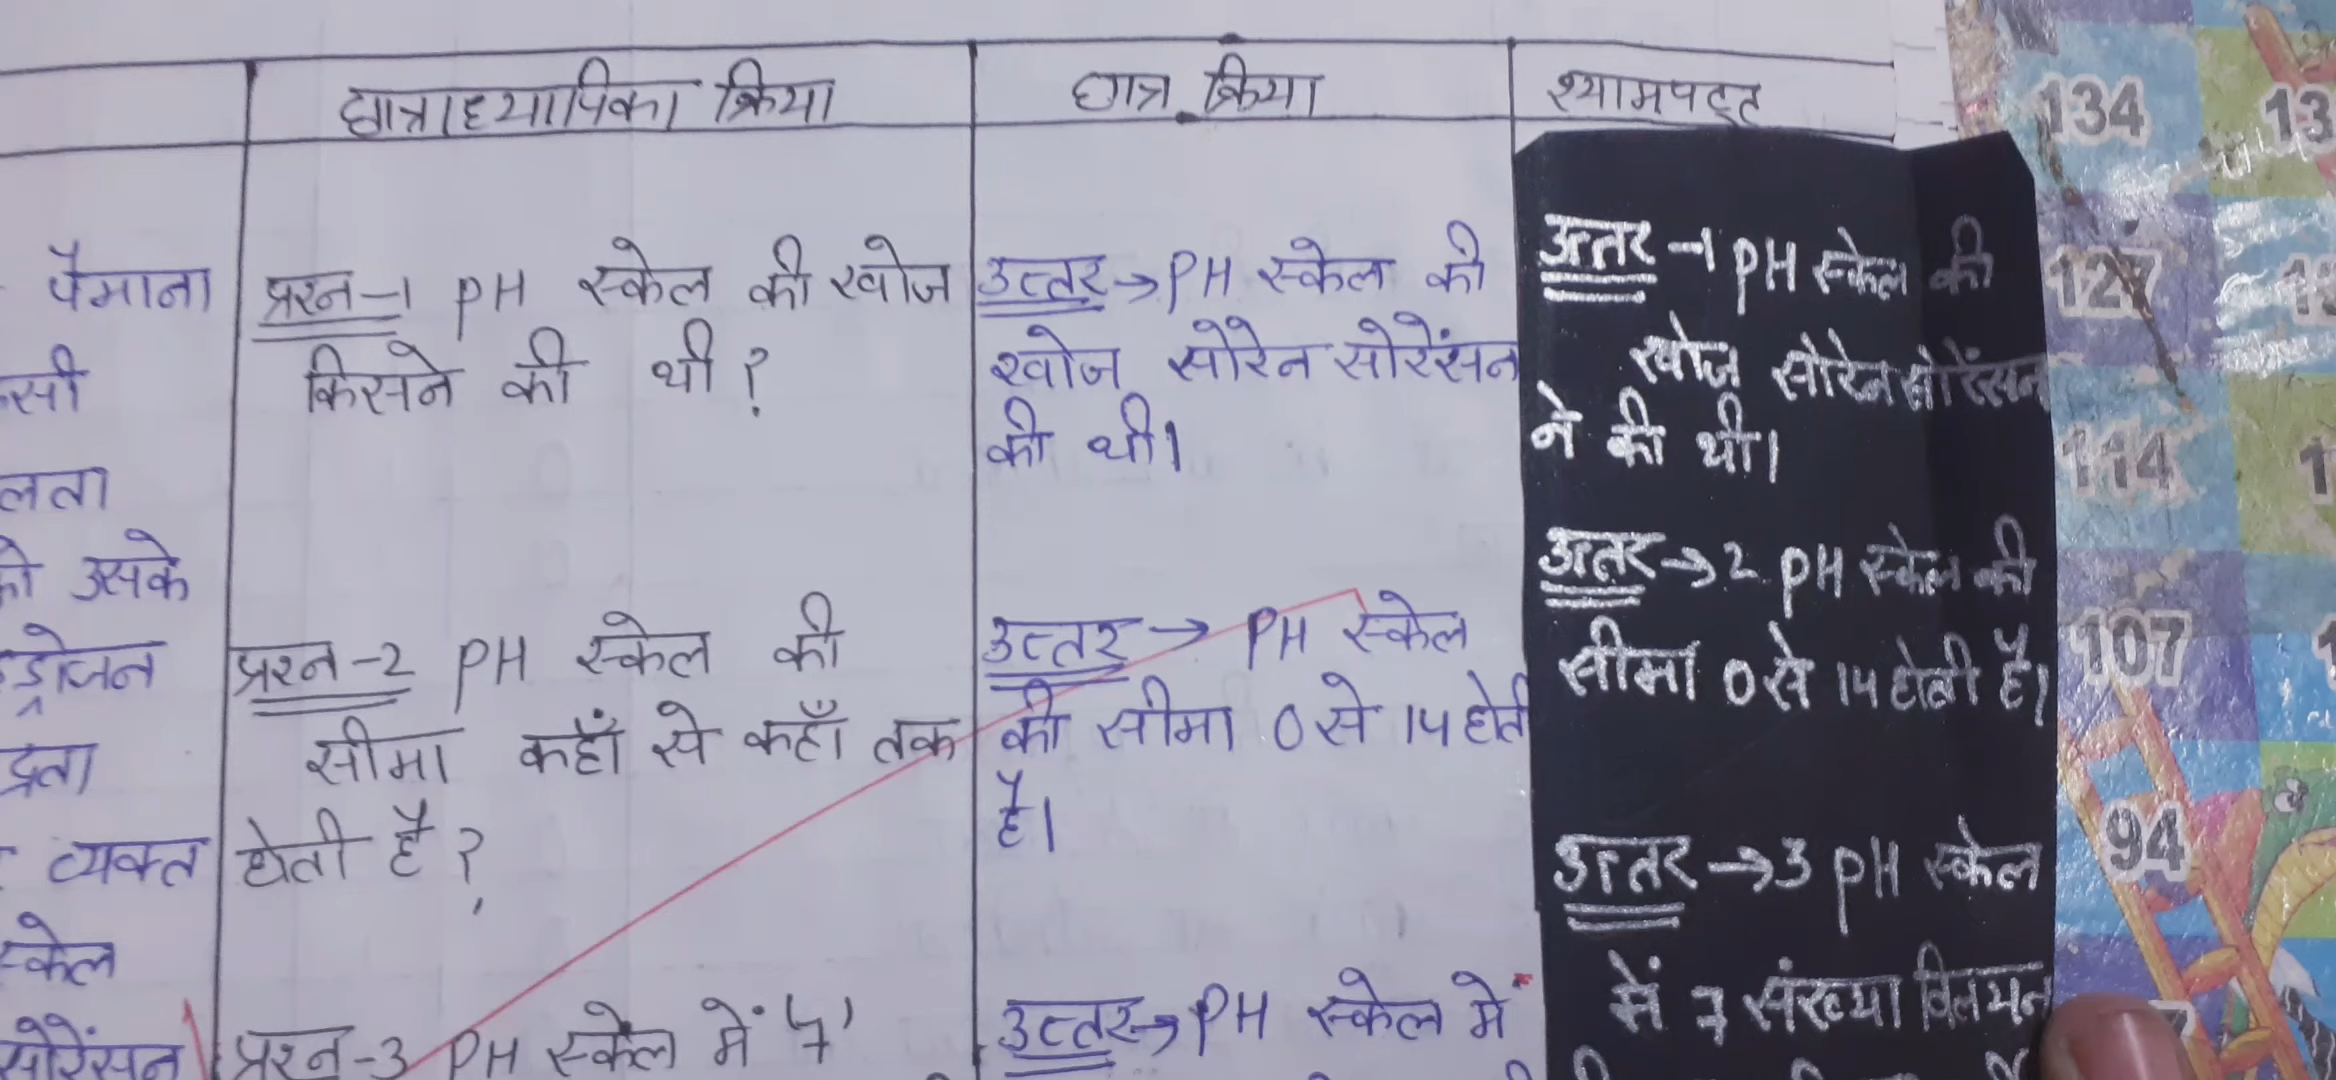 छात्राध्यापिका क्रिया
छात्र क्रिया
श्यामपट्ट
पैमाना
सी
लता
उसके
ड्रोजन
द्रता
व्यक्त
स्केल
सोरेंसन
प्रश्न-1 PH स्केल की खोज
किसने की थी?
प्रश्न-2 PH स्केल की
सीमा कहाँ से कहाँ तक
होती है?
प्रश्न-3 PH स्केल में '7'
उत्तर→PH स्केल की
खोज सोरेन सोरेंसन
की थी।
उत्तर→ PH स्केल
की सीमा 0 से 14 होती
है।
उत्तर→PH स्केल में
उत्तर-1 PH स्केल की
खोज सोरेन सोरेंसन
ने की थी।
उत्तर→2 PH स्केल की
सीमा 0 से 14 होती है।
उत्तर→3 PH स्केल
में 7 संख्या विलयन
134
127
114
107
94